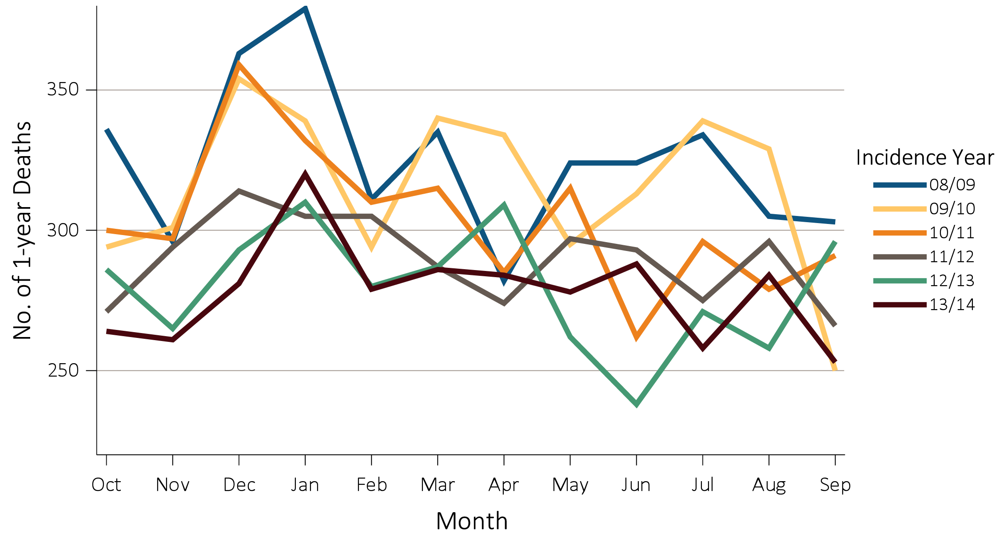 No. of 1-year Deaths
350
300
250
Oct Nov Dec Jan Feb Mar Apr May Jun Jul Aug Sep
Month
Incidence Year
08/09
09/10
10/11
11/12
12/13
13/14